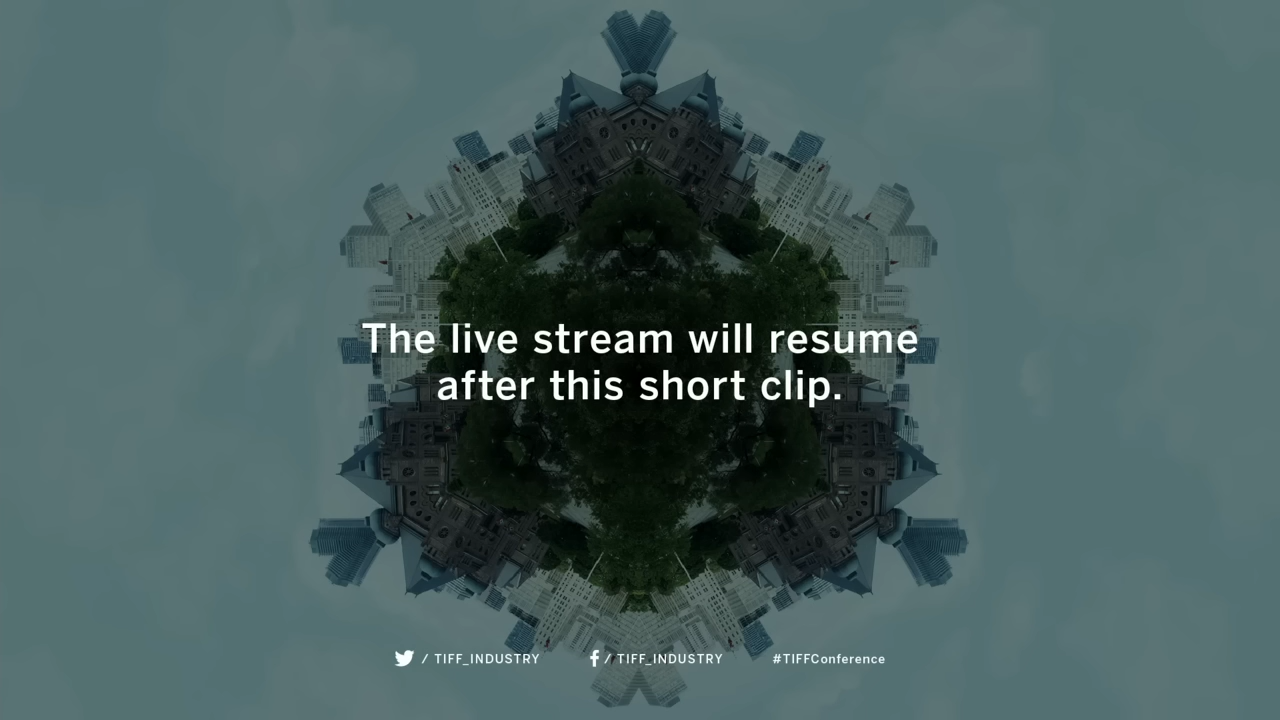 The live stream will resume
after this short clip.
/ TIFF_INDUSTRY / TIFF_INDUSTRY #TIFFConference